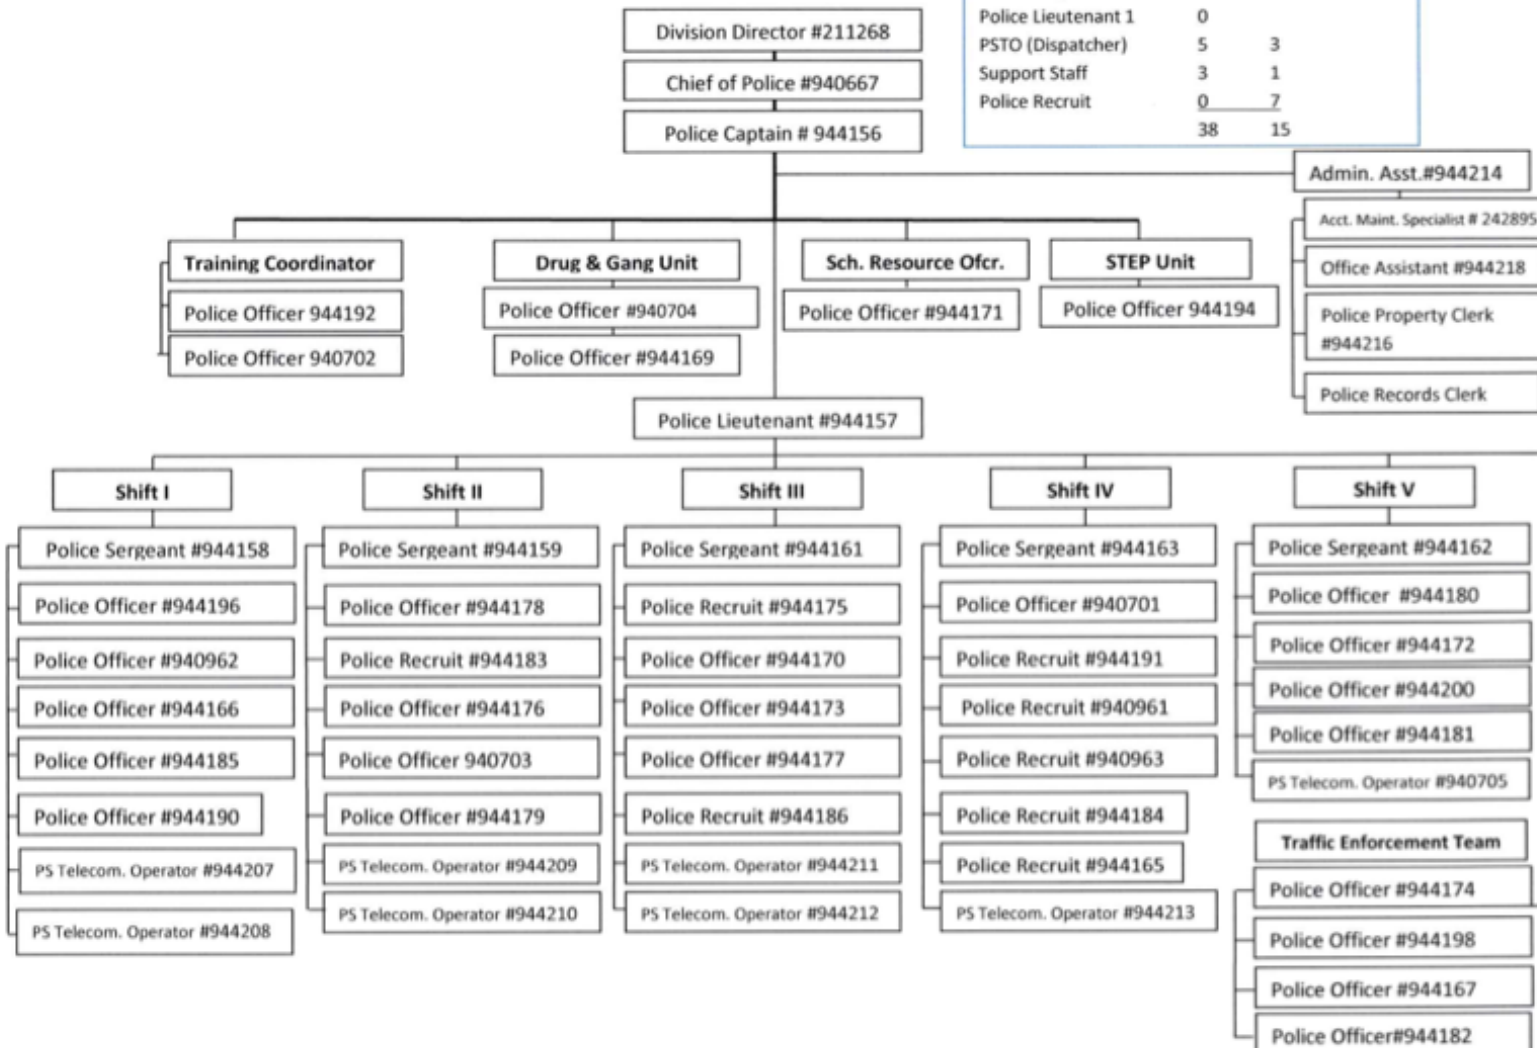 Division Director #211268
Chief of Police #940667
Police Captain # 944156
Police Lieutenant 1 0
PSTO (Dispatcher) 5 3
Support Staff 3 1
Police Recruit 0 7
38 15
Admin. Asst.#944214
Acct. Maint. Specialist # 242895
Office Assistant #944218
Police Property Clerk
#944216
Police Records Clerk
Training Coordinator
Police Officer 944192
Police Officer 940702
Drug & Gang Unit
Police Officer #940704
Police Officer #944169
Sch. Resource Ofcr.
Police Officer #944171
STEP Unit
Police Officer 944194
Police Lieutenant #944157
Shift I
Police Sergeant #944158
Police Officer #944196
Police Officer #940962
Police Officer #944166
Police Officer #944185
Police Officer #944190
PS Telecom. Operator #944207
PS Telecom. Operator #944208
Shift II
Police Sergeant #944159
Police Officer #944178
Police Recruit #944183
Police Officer #944176
Police Officer 940703
Police Officer #944179
PS Telecom. Operator #944209
PS Telecom. Operator #944210
Shift III
Police Sergeant #944161
Police Recruit #944175
Police Officer #944170
Police Officer #944173
Police Officer #944177
Police Recruit #944186
PS Telecom. Operator #944211
PS Telecom. Operator #944212
Shift IV
Police Sergeant #944163
Police Officer #940701
Police Recruit #944191
Police Recruit #940961
Police Recruit #940963
Police Recruit #944184
Police Recruit #944165
PS Telecom. Operator #944213
Shift V
Police Sergeant #944162
Police Officer #944180
Police Officer #944172
Police Officer #944200
Police Officer #944181
PS Telecom. Operator #940705
Traffic Enforcement Team
Police Officer #944174
Police Officer #944198
Police Officer #944167
Police Officer#944182